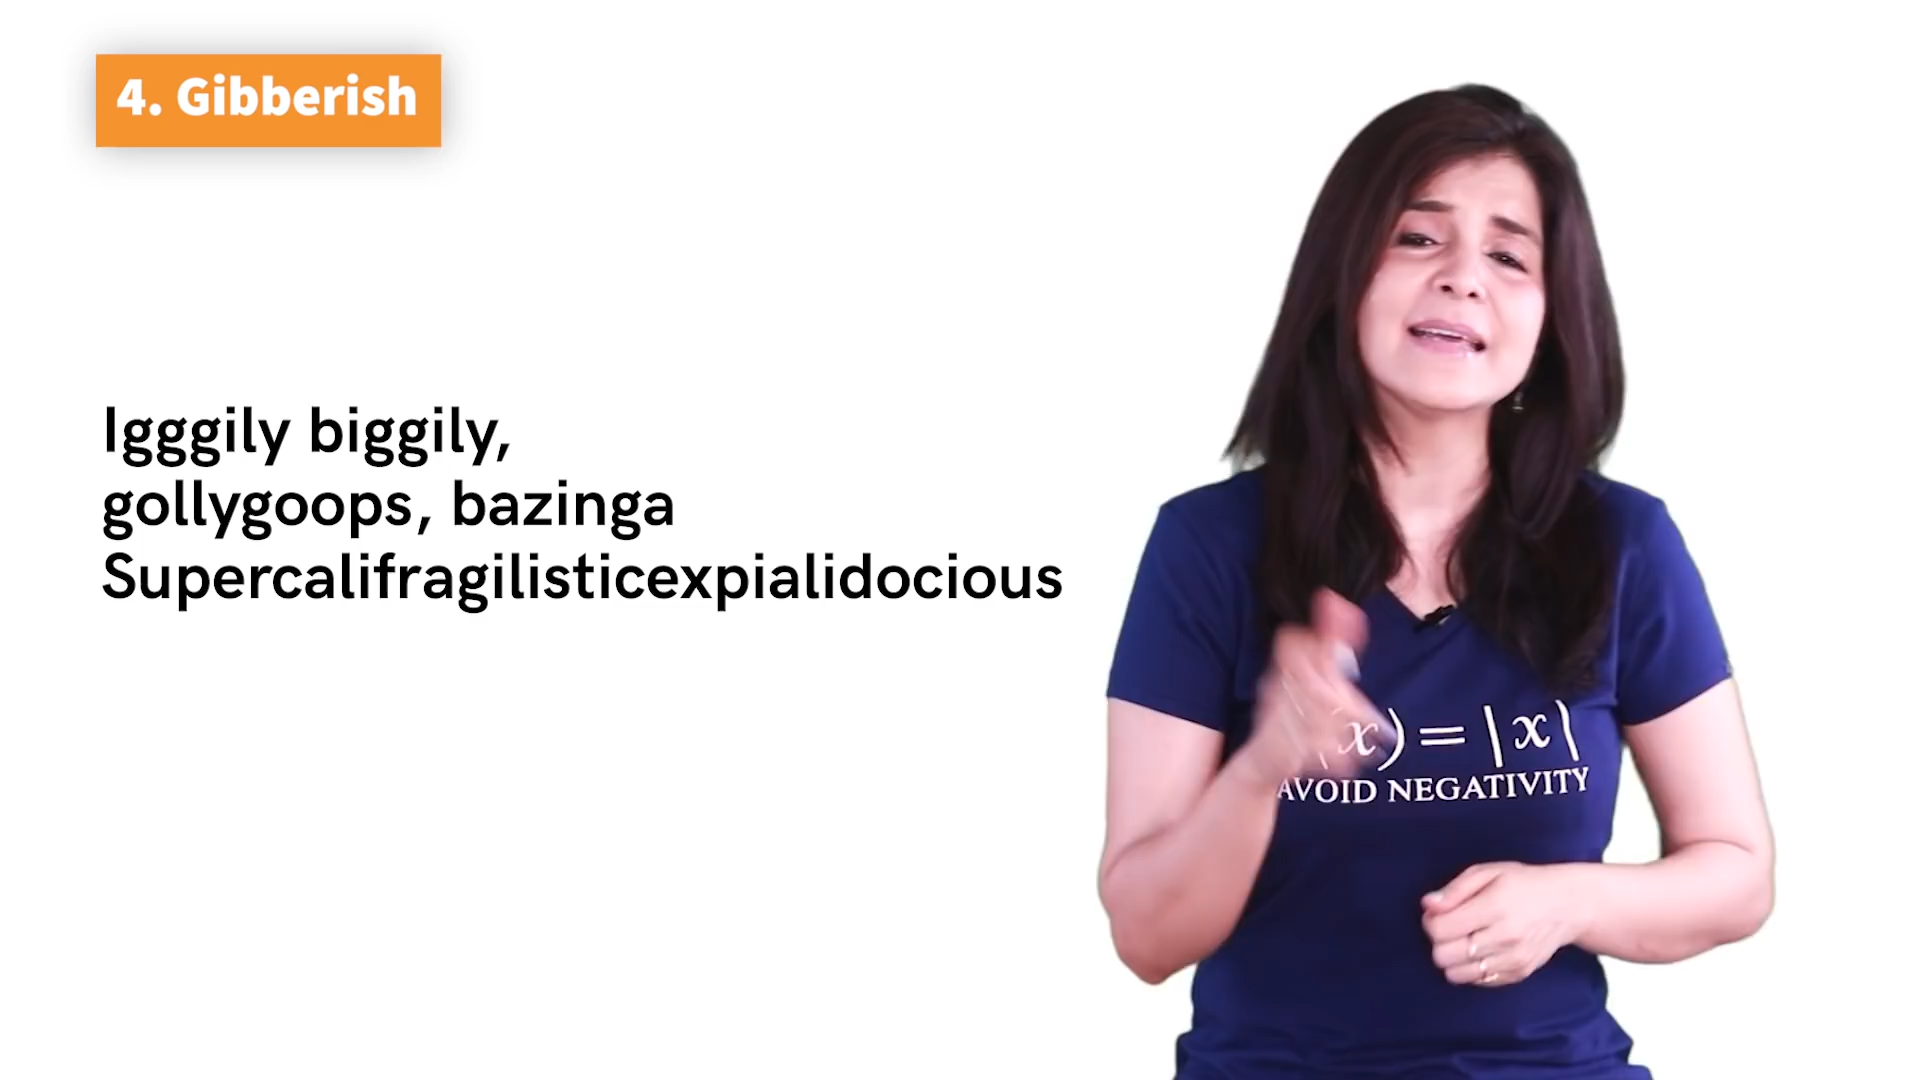 4. Gibberish
Igggily biggily,
gollygoops, bazinga
Supercalifragilisticexpialidocious
(x) = |x|
AVOID NEGATIVITY